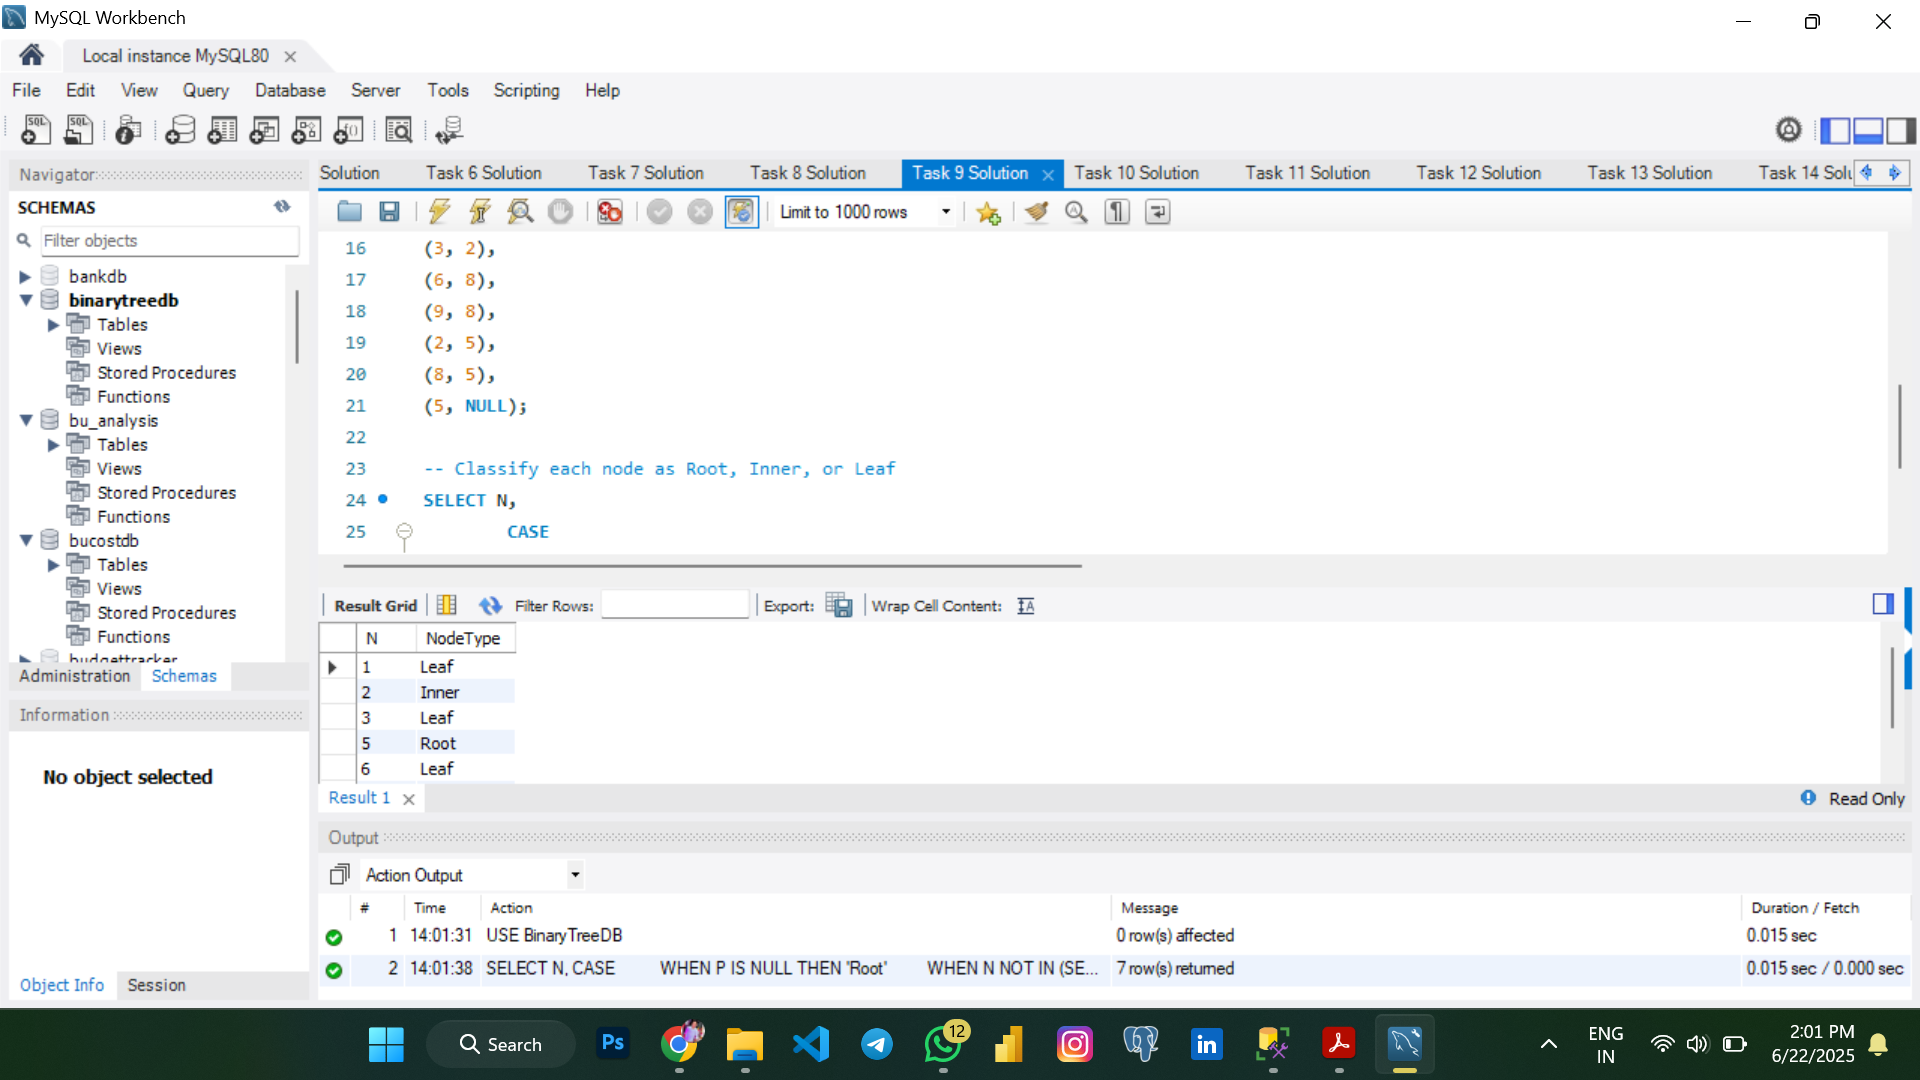 MySQL Workbench
Local instance MySQL80
File Edit View Query Database Server Tools Scripting Help
Navigator
SCHEMAS
Filter objects
bankdb
binarytreedb
Tables
Views
Stored Procedures
Functions
bu_analysis
Tables
Views
Stored Procedures
Functions
bucostdb
Tables
Views
Stored Procedures
Functions
budgettracker
Administration Schemas
Information
No object selected
Object Info Session
Solution Task 6 Solution Task 7 Solution Task 8 Solution Task 9 Solution Task 10 Solution Task 11 Solution Task 12 Solution Task 13 Solution Task 14 Solu
Limit to 1000 rows
16 (3, 2),
17 (6, 8),
18 (9, 8),
19 (2, 5),
20 (8, 5),
21 (5, NULL);
22
23 -- Classify each node as Root, Inner, or Leaf
24 SELECT N,
25 CASE
Result Grid Filter Rows: Export: Wrap Cell Content:
N NodeType
1 Leaf
2 Inner
3 Leaf
5 Root
6 Leaf
Result 1
Read Only
Output
Action Output
# Time Action Message Duration / Fetch
1 14:01:31 USE BinaryTreeDB 0 row(s) affected 0.015 sec
2 14:01:38 SELECT N, CASE WHEN P IS NULL THEN 'Root' WHEN N NOT IN (SE... 7 row(s) returned 0.015 sec / 0.000 sec
Search
Ps
12
in
ENG
IN
2:01 PM
6/22/2025